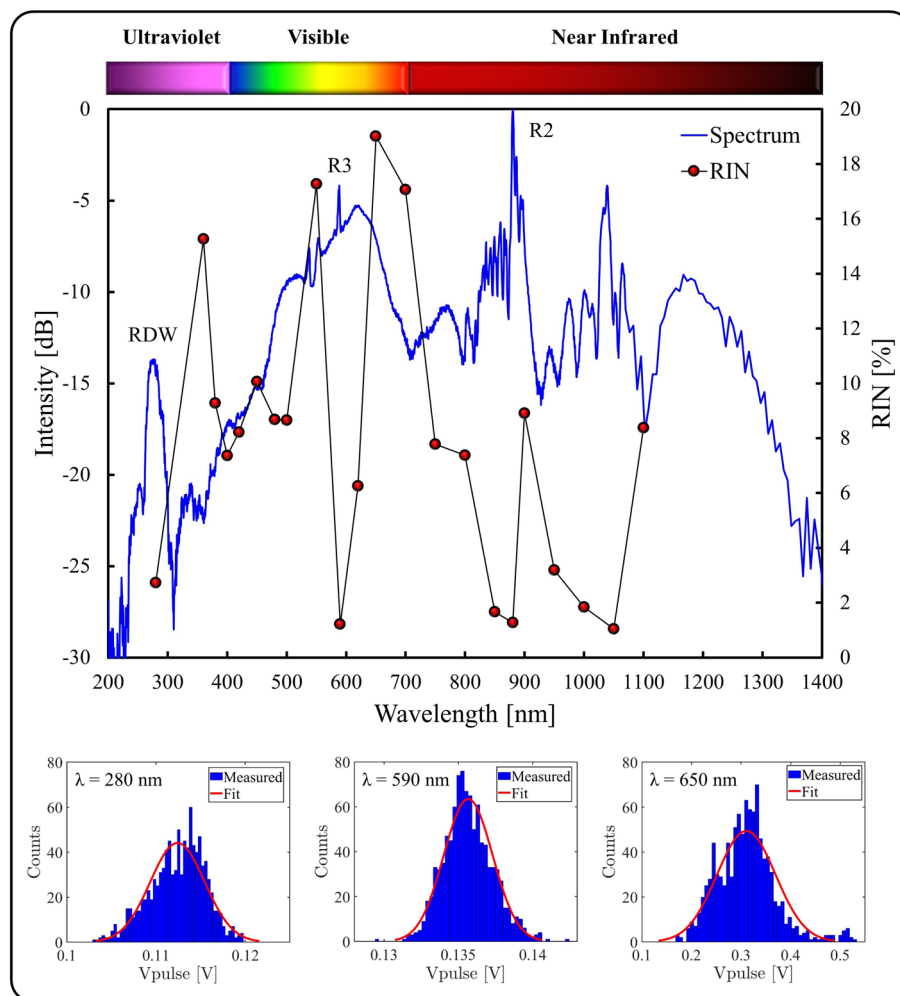 Ultraviolet Visible Near Infrared
0 20
R2
Spectrum
R3
RIN
18
-5
16
14
-10
RDW
12
Intensity [dB]
RIN [%]
-15 10
8
-20
6
4
-25
2
-30 0
200 300 400 500 600 700 800 900 1000 1100 1200 1300 1400
Wavelength [nm]
80
60
40
20
0
Counts
λ = 280 nm
Measured
Fit
0.1 0.11 0.12
Vpulse [V]
80
60
40
20
0
Counts
λ = 590 nm
Measured
Fit
0.13 0.135 0.14
Vpulse [V]
80
60
40
20
0
Counts
λ = 650 nm
Measured
Fit
0.1 0.2 0.3 0.4 0.5
Vpulse [V]